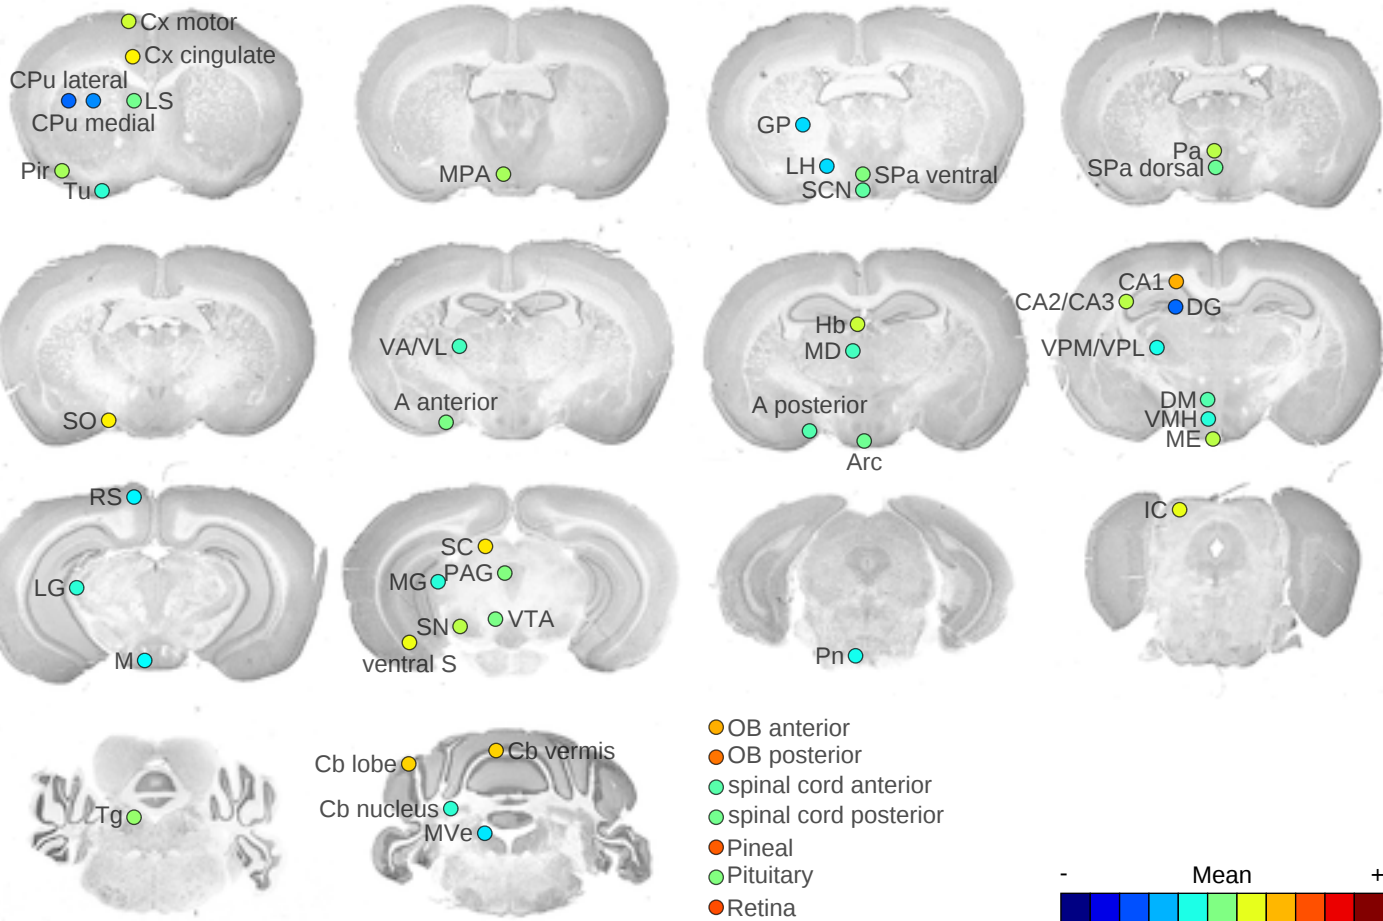 Cx motor
Cx cingulate
CPu lateral
LS
CPu medial
Pir
Tu
MPA
GP
LH
SPa ventral
SCN
Pa
SPa dorsal
SO
VA/VL
A anterior
Hb
MD
A posterior
Arc
CA1
CA2/CA3
DG
VPM/VPL
DM
VMH
ME
RS
LG
M
SC
PAG
MG
VTA
SN
ventral S
Pn
IC
Tg
Cb vermis
Cb lobe
Cb nucleus
MVe
OB anterior
OB posterior
spinal cord anterior
spinal cord posterior
Pineal
Pituitary
Retina
- Mean +